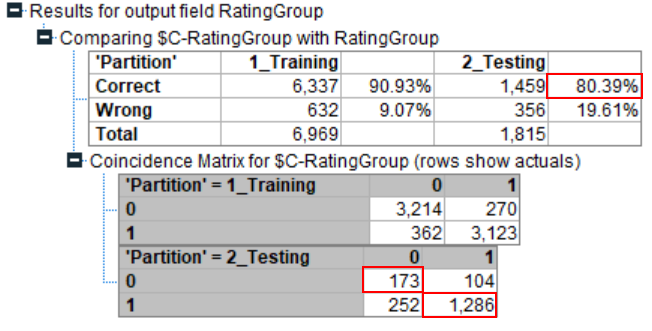 Results for output field RatingGroup
Comparing $C-RatingGroup with RatingGroup
'Partition' 1_Training 2_Testing
Correct 6,337 90.93% 1,459 80.39%
Wrong 632 9.07% 356 19.61%
Total 6,969 1,815
Coincidence Matrix for $C-RatingGroup (rows show actuals)
'Partition' = 1_Training 0 1
0 3,214 270
1 362 3,123
'Partition' = 2_Testing 0 1
0 173 104
1 252 1,286